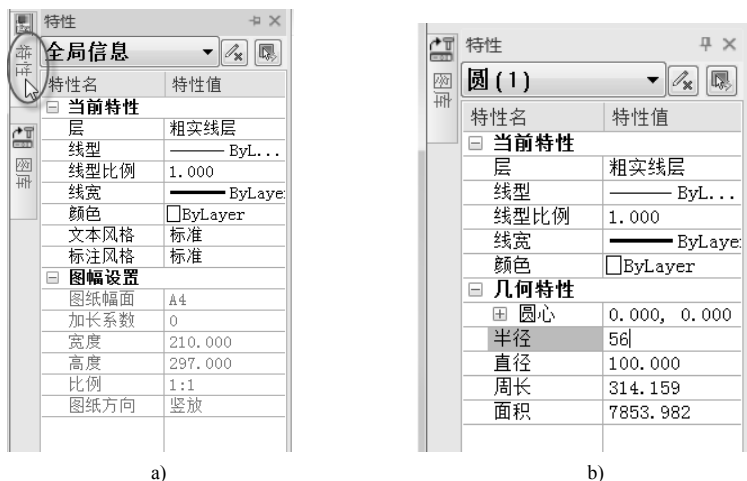 特性
全局信息
特性名 特性值
当前特性
层 粗实线层
线型 ByL...
线型比例 1.000
线宽 ByLaye
颜色 ByLayer
文本风格 标准
标注风格 标准
图幅设置
图纸幅面 A4
加长系数 0
宽度 210.000
高度 297.000
比例 1:1
图纸方向 竖放
a)
特性
圆(1)
特性名 特性值
当前特性
层 粗实线层
线型 ByL...
线型比例 1.000
线宽 ByLaye
颜色 ByLayer
几何特性
圆心 0.000, 0.000
半径 56
直径 100.000
周长 314.159
面积 7853.982
b)